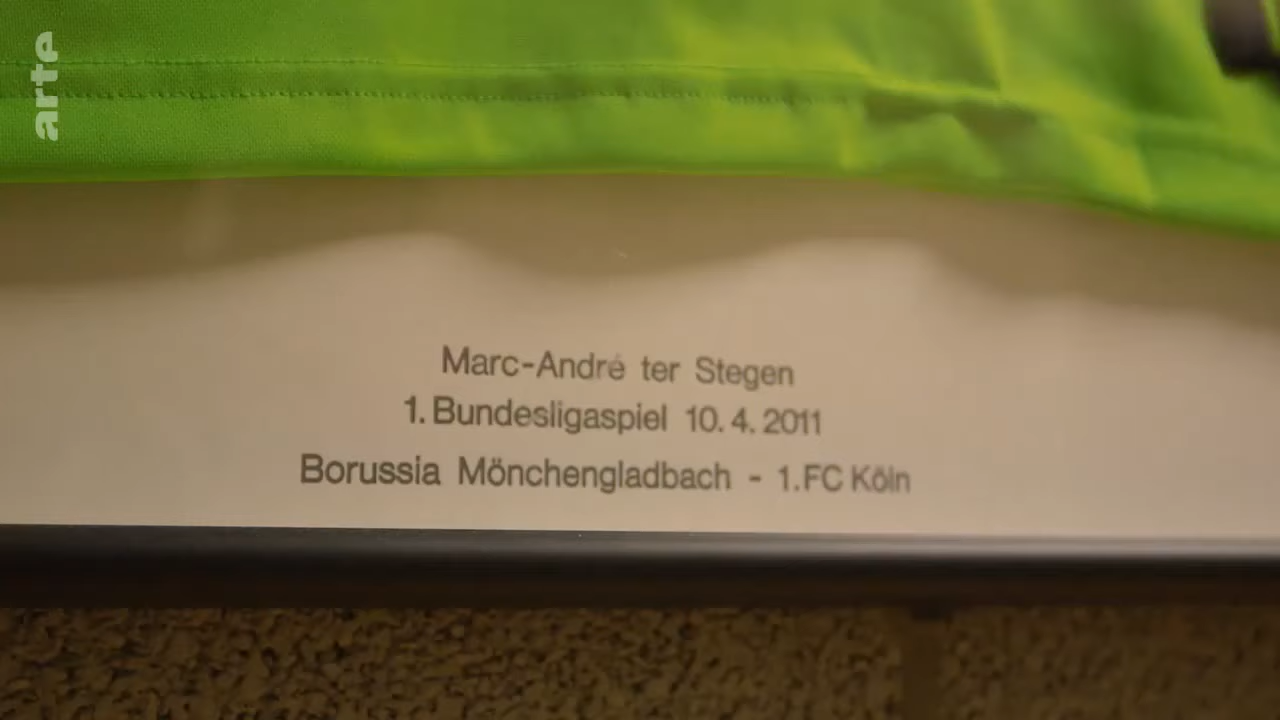 arte
Marc-André ter Stegen
1. Bundesligaspiel 10. 4. 2011
Borussia Mönchengladbach - 1.FC Köln